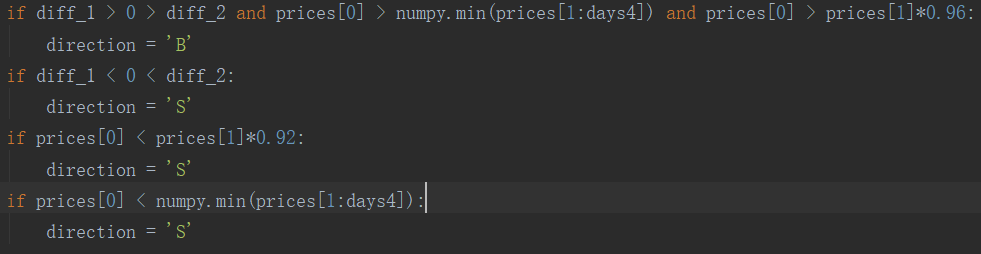 if diff_1 > 0 > diff_2 and prices[0] > numpy.min(prices[1:days4]) and prices[0] > prices[1]*0.96:
    direction = 'B'
if diff_1 < 0 < diff_2:
    direction = 'S'
if prices[0] < prices[1]*0.92:
    direction = 'S'
if prices[0] < numpy.min(prices[1:days4]):
    direction = 'S'